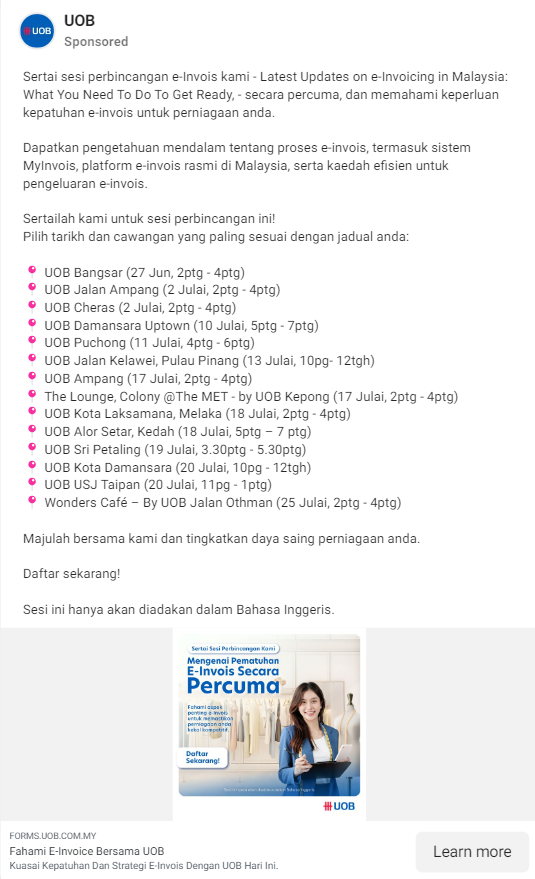 UOB
UOB
Sponsored
Sertai sesi perbincangan e-Invois kami - Latest Updates on e-Invoicing in Malaysia:
What You Need To Do To Get Ready, - secara percuma, dan memahami keperluan
kepatuhan e-invois untuk perniagaan anda.
Dapatkan pengetahuan mendalam tentang proses e-invois, termasuk sistem
MyInvois, platform e-invois rasmi di Malaysia, serta kaedah efisien untuk
pengeluaran e-invois.
Sertailah kami untuk sesi perbincangan ini!
Pilih tarikh dan cawangan yang paling sesuai dengan jadual anda:
UOB Bangsar (27 Jun, 2ptg - 4ptg)
UOB Jalan Ampang (2 Julai, 2ptg - 4ptg)
UOB Cheras (2 Julai, 2ptg - 4ptg)
UOB Damansara Uptown (10 Julai, 5ptg - 7ptg)
UOB Puchong (11 Julai, 4ptg - 6ptg)
UOB Jalan Kelawei, Pulau Pinang (13 Julai, 10pg- 12tgh)
UOB Ampang (17 Julai, 2ptg - 4ptg)
The Lounge, Colony @The MET - by UOB Kepong (17 Julai, 2ptg - 4ptg)
UOB Kota Laksamana, Melaka (18 Julai, 2ptg - 4ptg)
UOB Alor Setar, Kedah (18 Julai, 5ptg – 7 ptg)
UOB Sri Petaling (19 Julai, 3.30ptg - 5.30ptg)
UOB Kota Damansara (20 Julai, 10pg - 12tgh)
UOB USJ Taipan (20 Julai, 11pg - 1ptg)
Wonders Café – By UOB Jalan Othman (25 Julai, 2ptg - 4ptg)
Majulah bersama kami dan tingkatkan daya saing perniagaan anda.
Daftar sekarang!
Sesi ini hanya akan diadakan dalam Bahasa Inggeris.
Sertai Sesi Perbincangan Kami
Mengenai Pematuhan
E-Invois Secara
Percuma
Fahami aspek
penting e-invois
untuk memastikan
perniagaan anda
kekal kompetitif.
Daftar
Sekarang!
Sesi ini hanya akan diadakan dalam Bahasa Inggeris.
UOB
FORMS.UOB.COM.MY
Fahami E-Invoice Bersama UOB
Kuasai Kepatuhan Dan Strategi E-Invois Dengan UOB Hari Ini.
Learn more